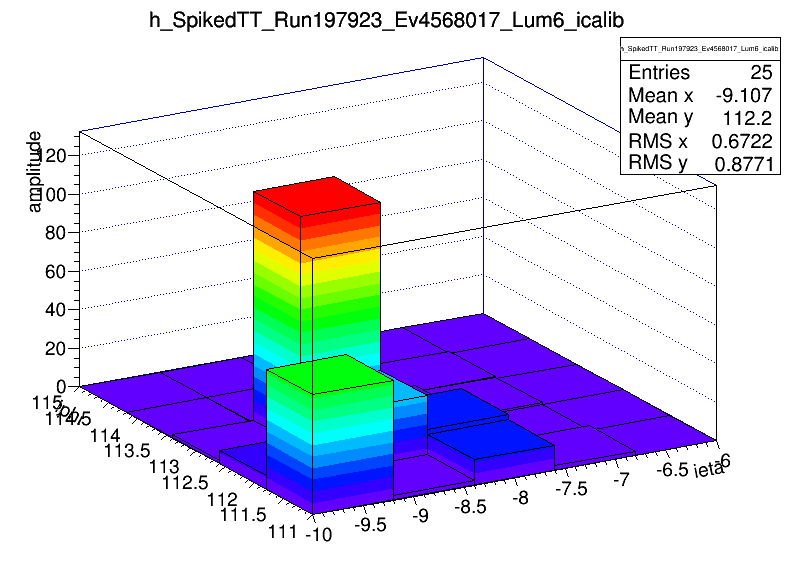 h_SpikedTT_Run197923_Ev4568017_Lum6_icalib
h_SpikedTT_Run197923_Ev4568017_Lum6_icalib
Entries 25
Mean x -9.107
Mean y 112.2
RMS x 0.6722
RMS y 0.8771
amplitude
120
100
80
60
40
20
0
115
114.5
114
113.5
113
112.5
112
111.5
111
-10
-9.5
-9
-8.5
-8
-7.5
-7
-6.5
-6
ieta